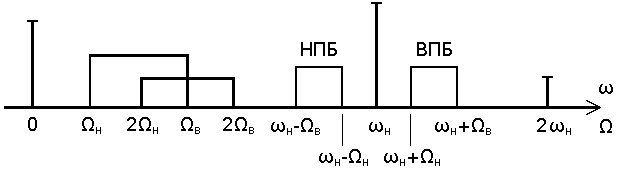 НПБ ВПБ
ω
0 Ωн 2Ωн Ωв 2Ωв ωн-Ωв ωн ωн+Ωв 2ωн Ω
ωн-Ωн ωн+Ωн